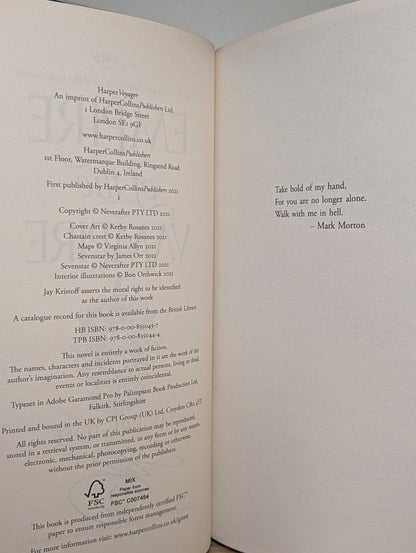 Harper Voyager
An imprint of HarperCollinsPublishers Ltd
1 London Bridge Street
London SE1 9GF
www.harpercollins.co.uk
HarperCollinsPublishers
1st Floor, Watermarque Building, Ringsend Road
Dublin 4, Ireland
First published by HarperCollinsPublishers 2021
1
Copyright © Neverafter PTY LTD 2021
Cover Art © Kerby Rosanes 2021
Chastain crest © Kerby Rosanes 2021
Maps © Virginia Allyn 2021
Sevenstar by James Orr 2021
Sevenstar © Neverafter PTY LTD 2021
Interior illustrations © Bon Orthwick 2021
Jay Kristoff asserts the moral right to be identified
as the author of this work
A catalogue record for this book is available from the British Library
HB ISBN: 978-0-00-835043-7
TPB ISBN: 978-0-00-835044-4
This novel is entirely a work of fiction.
The names, characters and incidents portrayed in it are the work of the
author's imagination. Any resemblance to actual persons, living or dead,
events or localities is entirely coincidental.
Typeset in Adobe Garamond Pro by Palimpsest Book Production Ltd,
Falkirk, Stirlingshire
Printed and bound in the UK by CPI Group (UK) Ltd, Croydon CR0 4YY
All rights reserved. No part of this publication may be reproduced,
stored in a retrieval system, or transmitted, in any form or by any means,
electronic, mechanical, photocopying, recording or otherwise,
without the prior permission of the publishers.
FSC
MIX
Paper from
responsible sources
FSC™ C007454
This book is produced from independently certified FSC™
paper to ensure responsible forest management.
For more information visit: www.harpercollins.co.uk/green
Take hold of my hand,
For you are no longer alone.
Walk with me in hell.
– Mark Morton